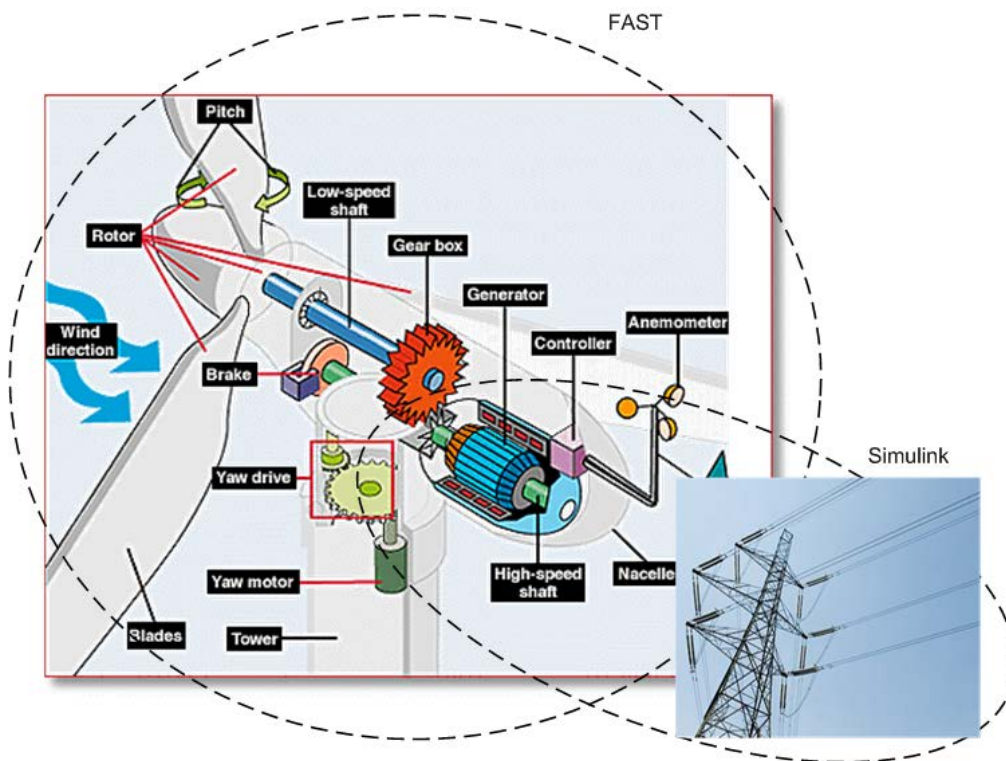 FAST
Pitch
Low-speed
shaft
Rotor
Gear box
Generator
Anemometer
Controller
Wind
direction
Brake
Simulink
Yaw drive
High-speed
shaft
Nacelle
Yaw motor
Blades
Tower